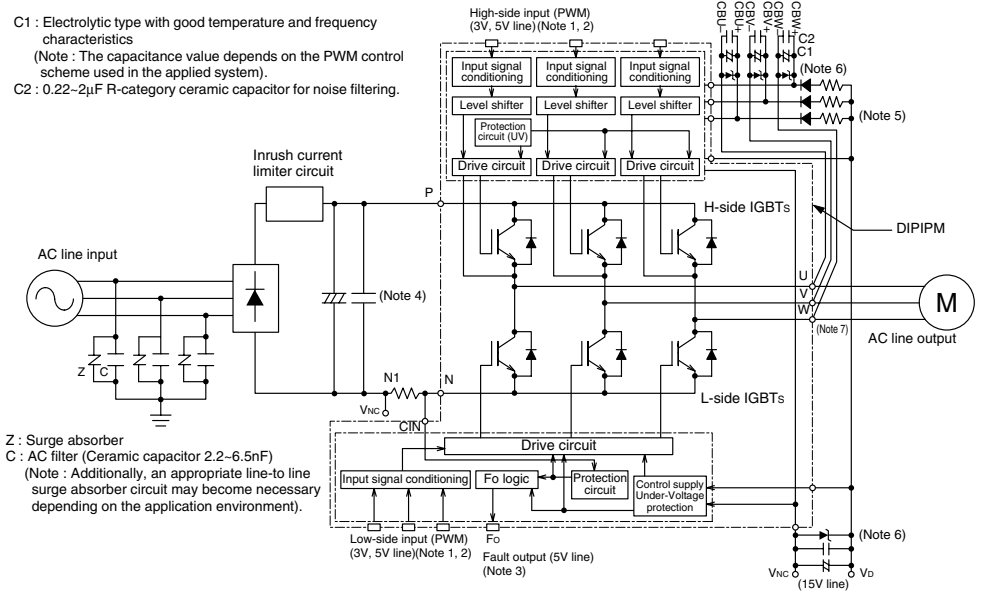 C1 : Electrolytic type with good temperature and frequency
characteristics
(Note : The capacitance value depends on the PWM control
scheme used in the applied system).
C2 : 0.22~2μF R-category ceramic capacitor for noise filtering.
High-side input (PWM)
(3V, 5V line)(Note 1, 2)
CBU-
CBU+
CBV-
CBV+
CBW-
CBW+
C2
C1
(Note 6)
(Note 5)
Input signal
conditioning
Input signal
conditioning
Input signal
conditioning
Level shifter
Level shifter
Level shifter
Protection
circuit (UV)
Drive circuit
Drive circuit
Drive circuit
Inrush current
limiter circuit
P
H-side IGBTS
DIPIPM
AC line input
(Note 4)
U
V
W
(Note 7)
M
AC line output
Z
C
N1
N
VNC
CIN
L-side IGBTS
Z : Surge absorber
C : AC filter (Ceramic capacitor 2.2~6.5nF)
(Note : Additionally, an appropriate line-to line
surge absorber circuit may become necessary
depending on the application environment).
Drive circuit
Input signal conditioning
Fo logic
Protection
circuit
Control supply
Under-Voltage
protection
Low-side input (PWM)
(3V, 5V line)(Note 1, 2)
FO
Fault output (5V line)
(Note 3)
(Note 6)
VNC
VD
(15V line)